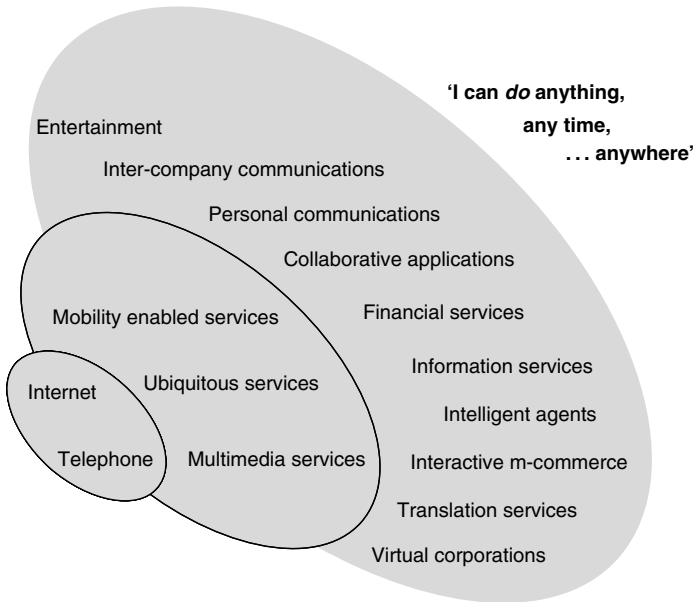 ‘I can do anything,
any time,
... anywhere’
Entertainment
Inter-company communications
Personal communications
Collaborative applications
Financial services
Mobility enabled services
Information services
Ubiquitous services
Internet
Intelligent agents
Telephone
Multimedia services
Interactive m-commerce
Translation services
Virtual corporations